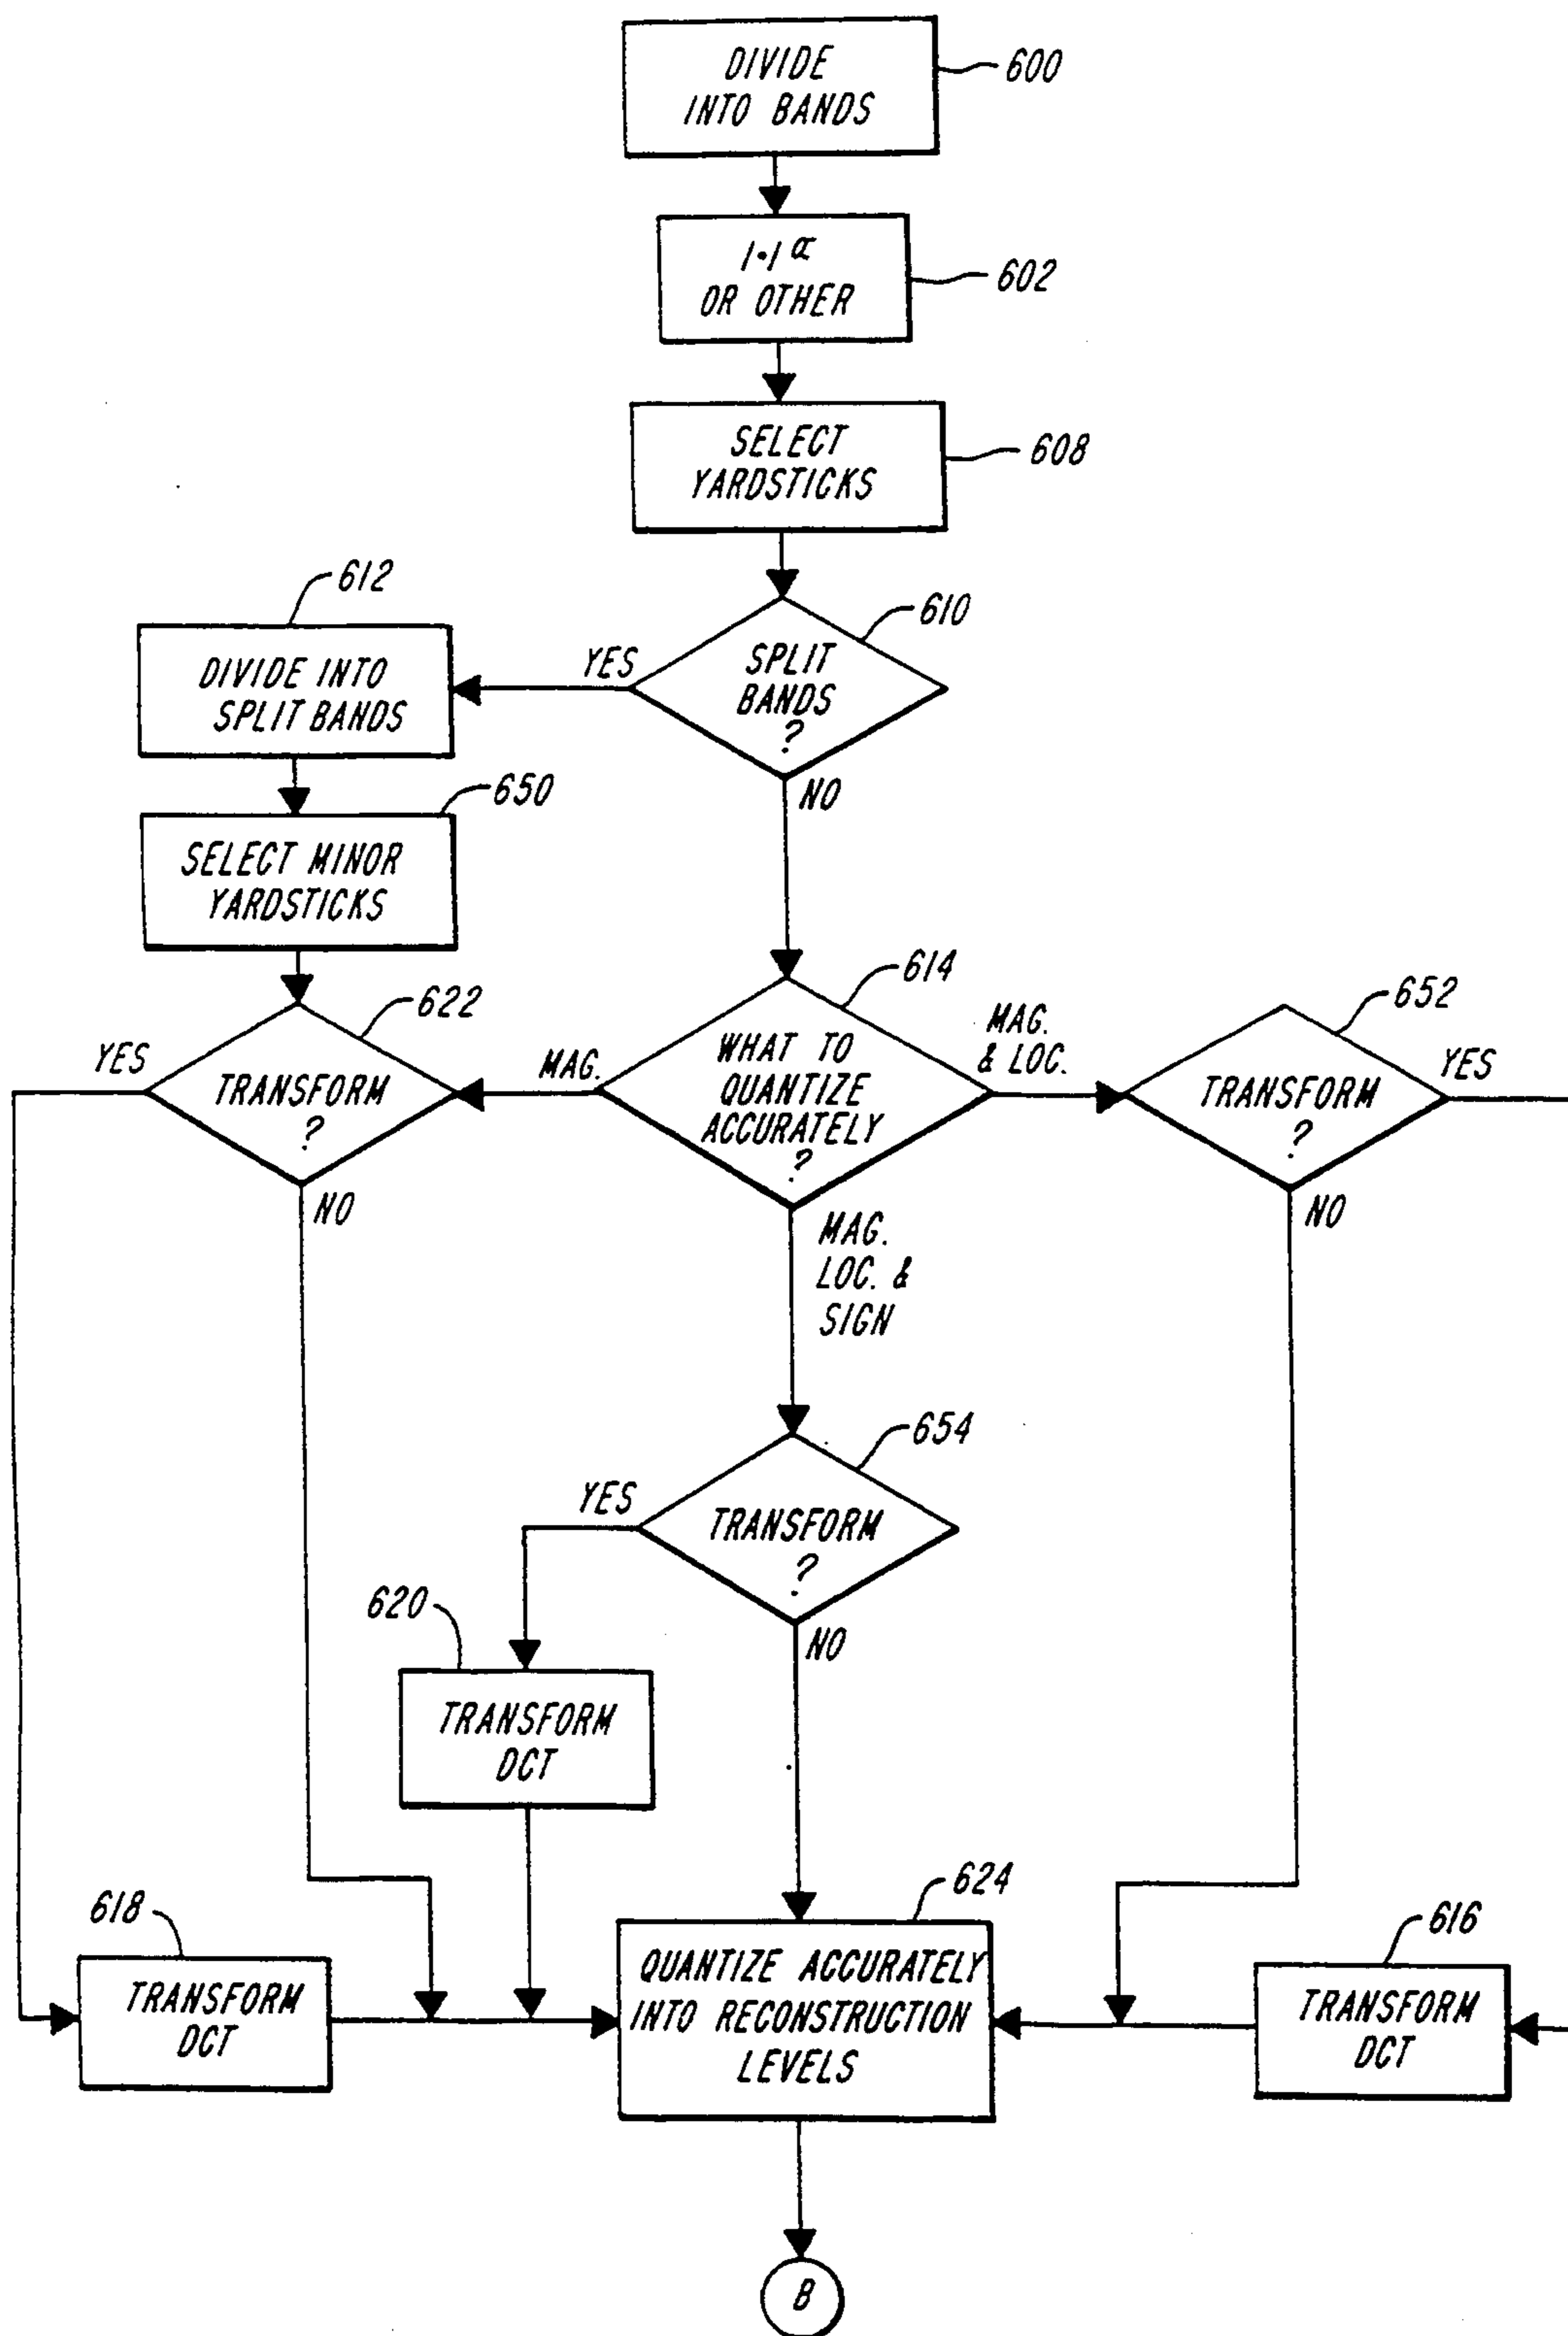 DIVIDE
INTO BANDS
600
|•|α
OR OTHER
602
SELECT
YARDSTICKS
608
612
610
DIVIDE INTO
SPLIT BANDS
YES
SPLIT
BANDS
?
NO
650
SELECT MINOR
YARDSTICKS
622
614
652
YES
TRANSFORM
?
NO
MAG.
WHAT TO
QUANTIZE
ACCURATELY
?
MAG.
& LOC.
TRANSFORM
?
YES
NO
MAG.
LOC. &
SIGN
654
YES
TRANSFORM
?
NO
620
TRANSFORM
DCT
618
TRANSFORM
DCT
624
QUANTIZE ACCURATELY
INTO RECONSTRUCTION
LEVELS
616
TRANSFORM
DCT
B